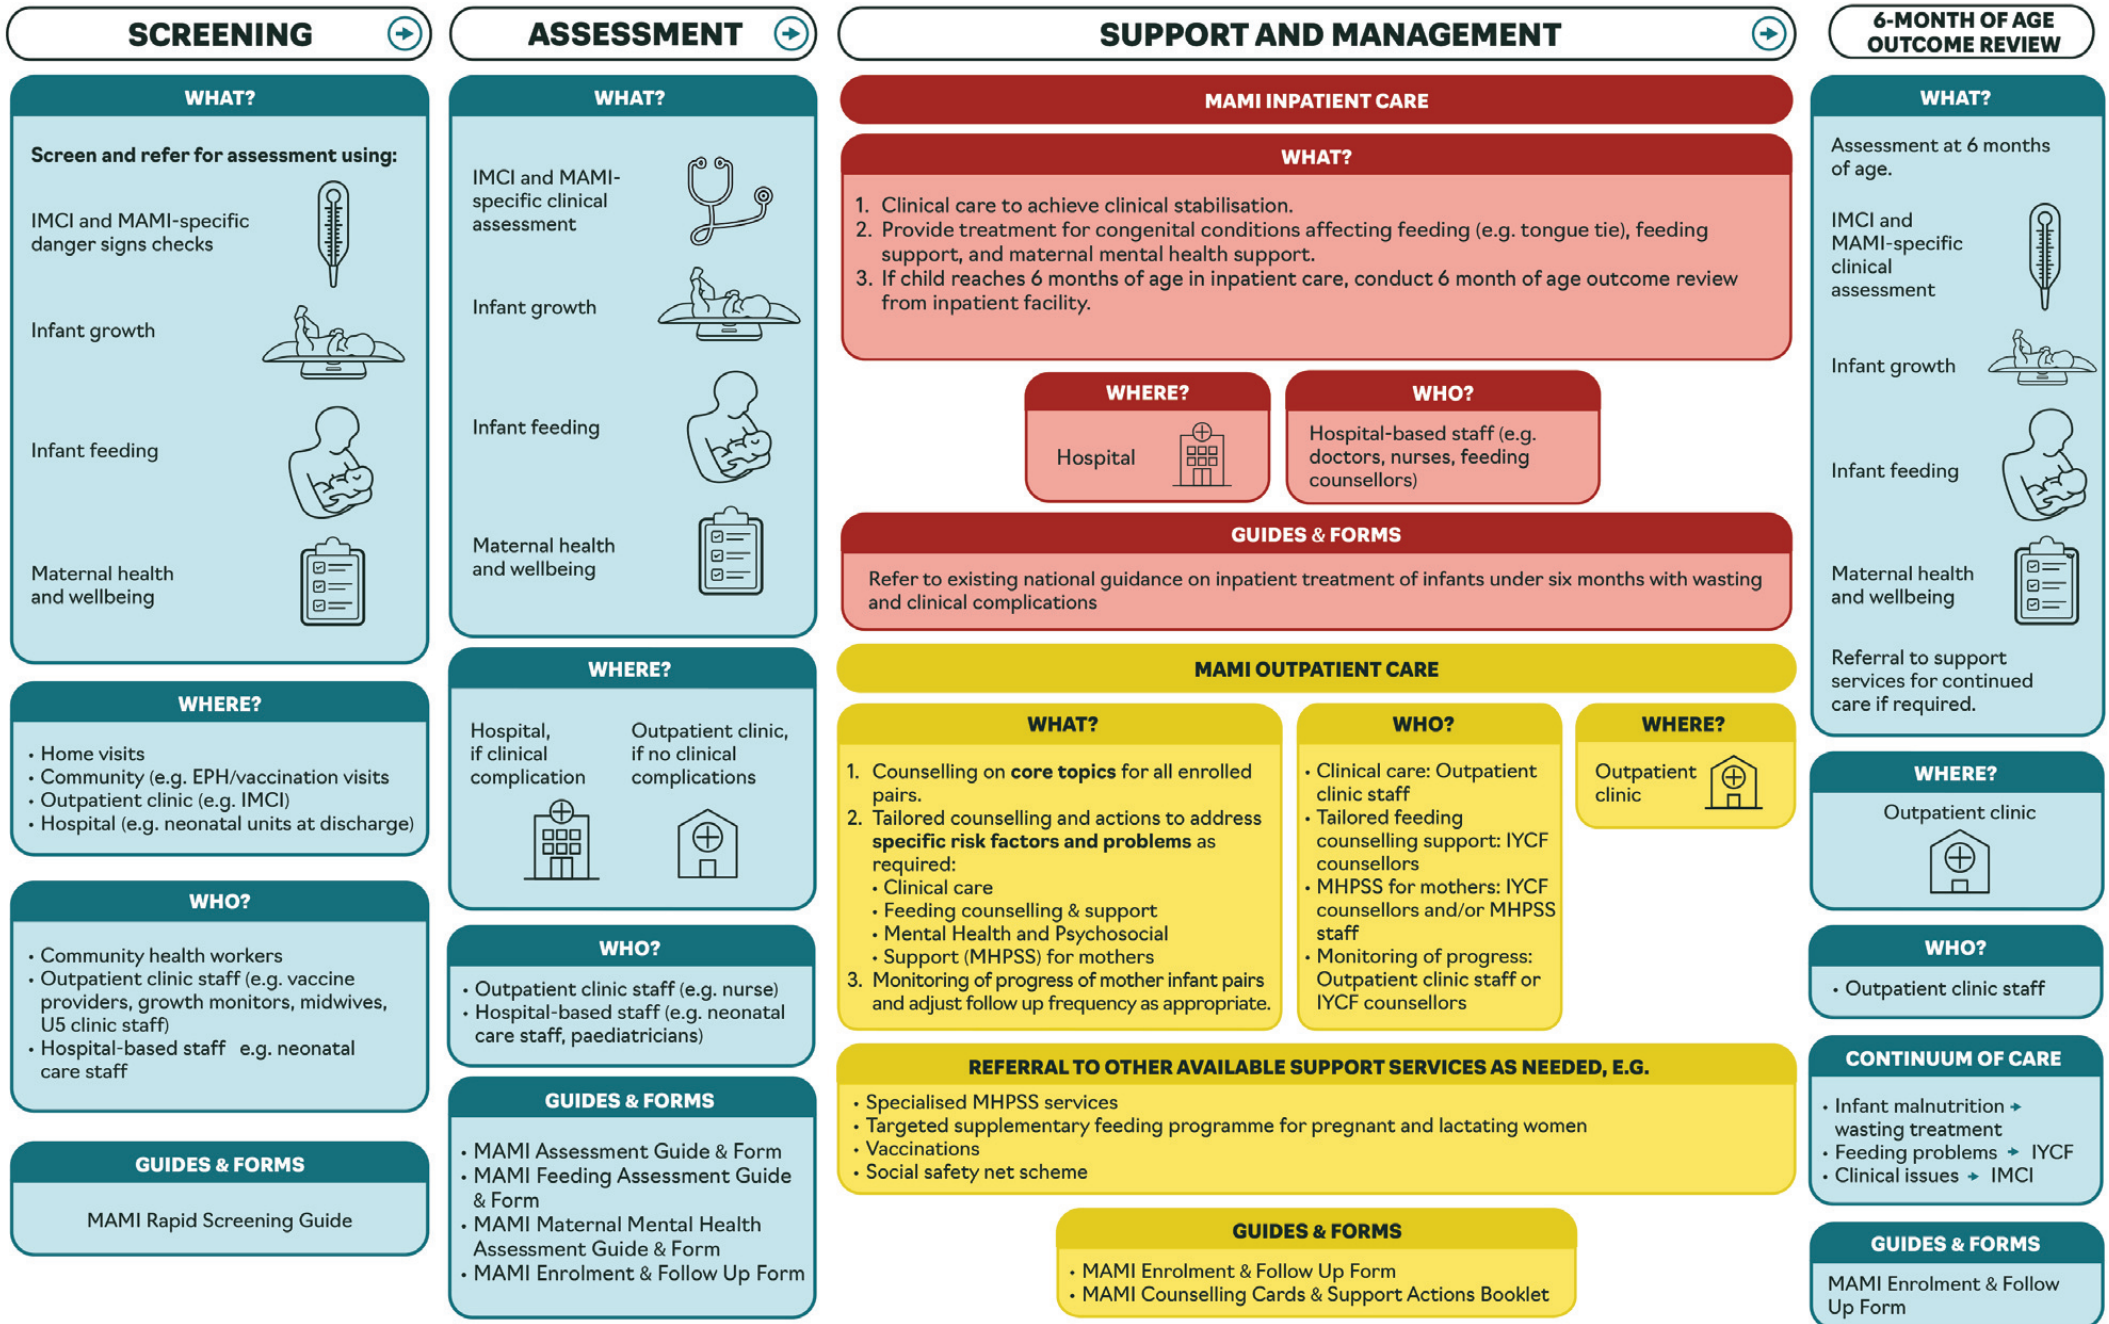 SCREENING
WHAT?
Screen and refer for assessment using:
IMCI and MAMI-specific
danger signs checks
Infant growth
Infant feeding
Maternal health
and wellbeing
WHERE?
• Home visits
• Community (e.g. EPH/vaccination visits
• Outpatient clinic (e.g. IMCI)
• Hospital (e.g. neonatal units at discharge)
WHO?
• Community health workers
• Outpatient clinic staff (e.g. vaccine
providers, growth monitors, midwives,
U5 clinic staff)
• Hospital-based staff e.g. neonatal
care staff
GUIDES & FORMS
MAMI Rapid Screening Guide
ASSESSMENT
WHAT?
IMCI and MAMI-
specific clinical
assessment
Infant growth
Infant feeding
Maternal health
and wellbeing
WHERE?
Hospital,
if clinical
complication
Outpatient clinic,
if no clinical
complications
WHO?
• Outpatient clinic staff (e.g. nurse)
• Hospital-based staff (e.g. neonatal
care staff, paediatricians)
GUIDES & FORMS
• MAMI Assessment Guide & Form
• MAMI Feeding Assessment Guide
& Form
• MAMI Maternal Mental Health
Assessment Guide & Form
• MAMI Enrolment & Follow Up Form
SUPPORT AND MANAGEMENT
MAMI INPATIENT CARE
WHAT?
1. Clinical care to achieve clinical stabilisation.
2. Provide treatment for congenital conditions affecting feeding (e.g. tongue tie), feeding
support, and maternal mental health support.
3. If child reaches 6 months of age in inpatient care, conduct 6 month of age outcome review
from inpatient facility.
WHERE?
Hospital
WHO?
Hospital-based staff (e.g.
doctors, nurses, feeding
counsellors)
GUIDES & FORMS
Refer to existing national guidance on inpatient treatment of infants under six months with wasting
and clinical complications
MAMI OUTPATIENT CARE
WHAT?
1. Counselling on core topics for all enrolled
pairs.
2. Tailored counselling and actions to address
specific risk factors and problems as
required:
• Clinical care
• Feeding counselling & support
• Mental Health and Psychosocial
• Support (MHPSS) for mothers
3. Monitoring of progress of mother infant pairs
and adjust follow up frequency as appropriate.
WHO?
• Clinical care: Outpatient
clinic staff
• Tailored feeding
counselling support: IYCF
counsellors
• MHPSS for mothers: IYCF
counsellors and/or MHPSS
staff
• Monitoring of progress:
Outpatient clinic staff or
IYCF counsellors
WHERE?
Outpatient
clinic
REFERRAL TO OTHER AVAILABLE SUPPORT SERVICES AS NEEDED, E.G.
• Specialised MHPSS services
• Targeted supplementary feeding programme for pregnant and lactating women
• Vaccinations
• Social safety net scheme
GUIDES & FORMS
• MAMI Enrolment & Follow Up Form
• MAMI Counselling Cards & Support Actions Booklet
6-MONTH OF AGE
OUTCOME REVIEW
WHAT?
Assessment at 6 months
of age.
IMCI and
MAMI-specific
clinical
assessment
Infant growth
Infant feeding
Maternal health
and wellbeing
Referral to support
services for continued
care if required.
WHERE?
Outpatient clinic
WHO?
• Outpatient clinic staff
CONTINUUM OF CARE
• Infant malnutrition →
wasting treatment
• Feeding problems → IYCF
• Clinical issues → IMCI
GUIDES & FORMS
MAMI Enrolment & Follow
Up Form